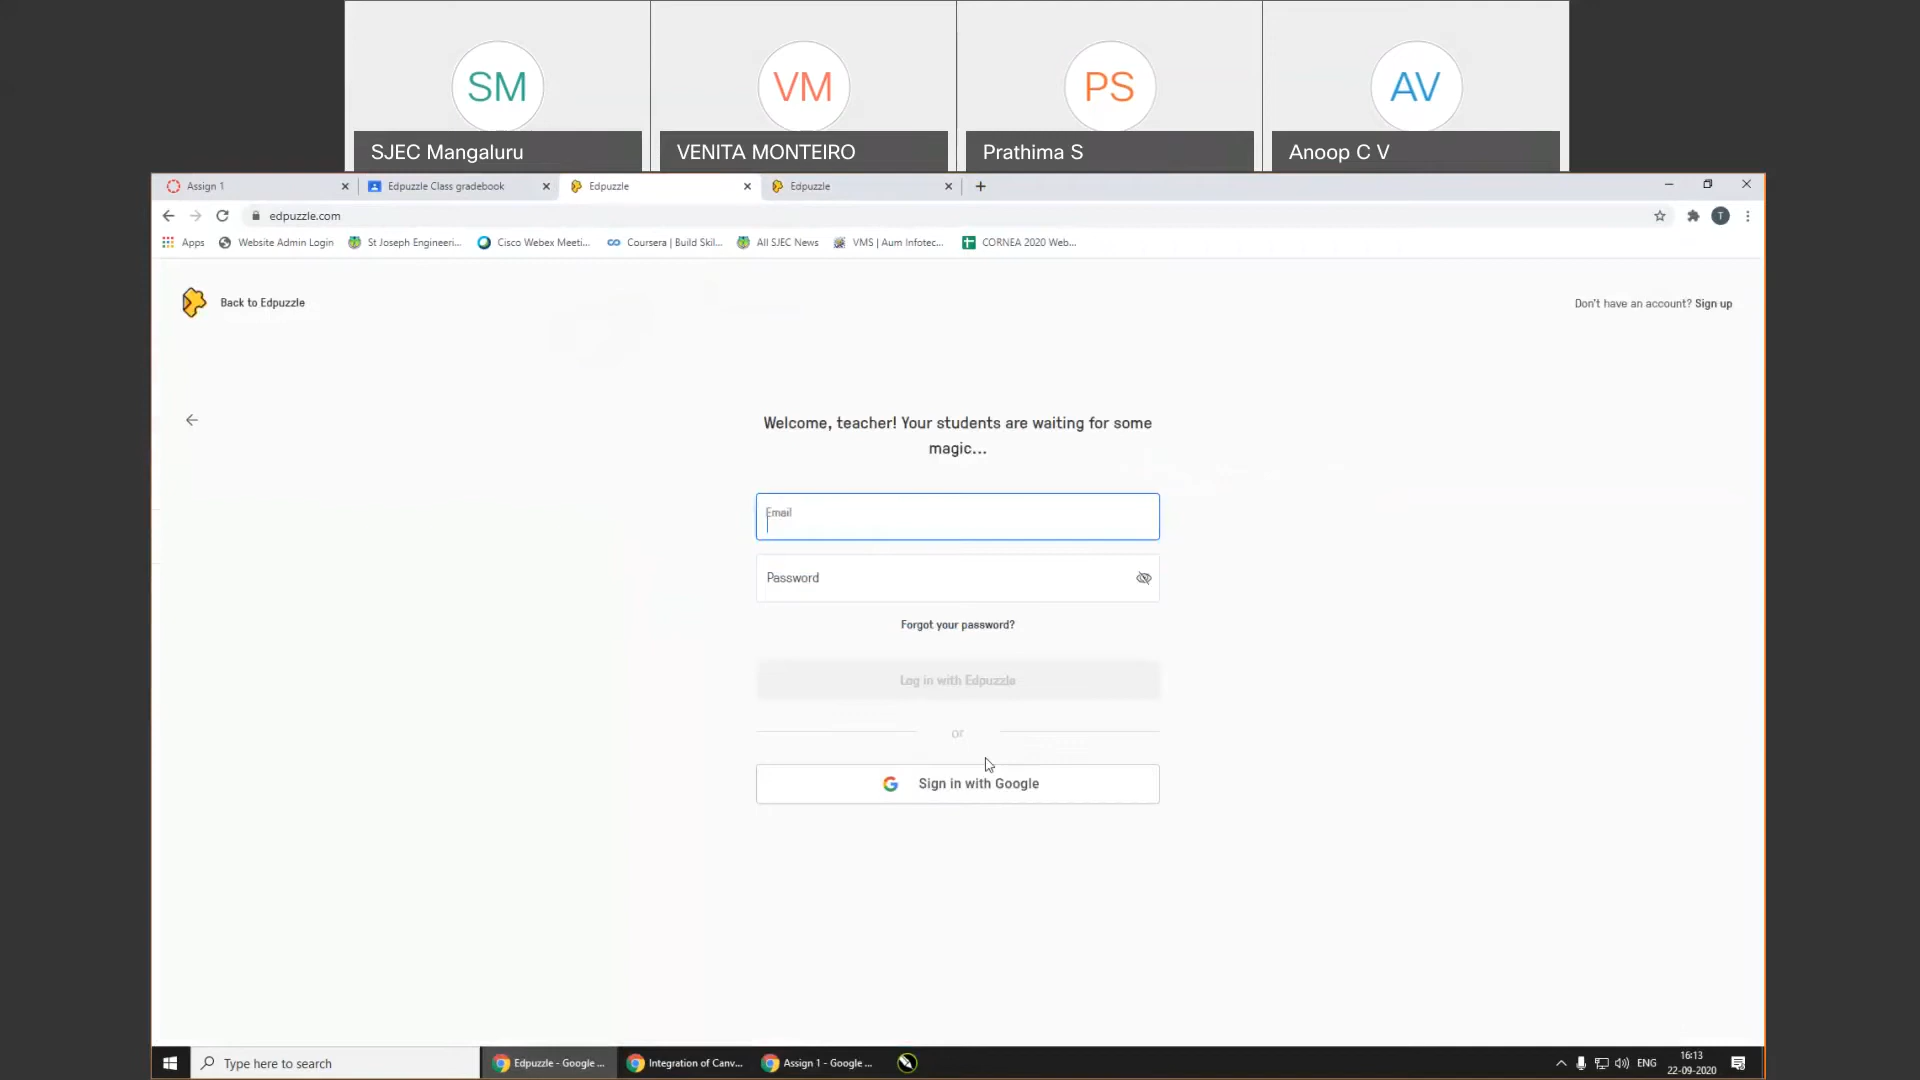 SM
VM
PS
AV
SJEC Mangaluru
VENITA MONTEIRO
Prathima S
Anoop C V
Assign 1
Edpuzzle Class gradebook
Edpuzzle
Edpuzzle
edpuzzle.com
T
Apps
Website Admin Login
St Joseph Engineeri...
Cisco Webex Meeti...
Coursera | Build Skil...
All SJEC News
VMS | Aum Infotec...
CORNEA 2020 Web...
Back to Edpuzzle
Don't have an account? Sign up
Welcome, teacher! Your students are waiting for some
magic...
Email
Password
Forgot your password?
Log in with Edpuzzle
or
Sign in with Google
Type here to search
Edpuzzle - Google ...
Integration of Canv...
Assign 1 - Google ...
ENG
16:13
22-09-2020